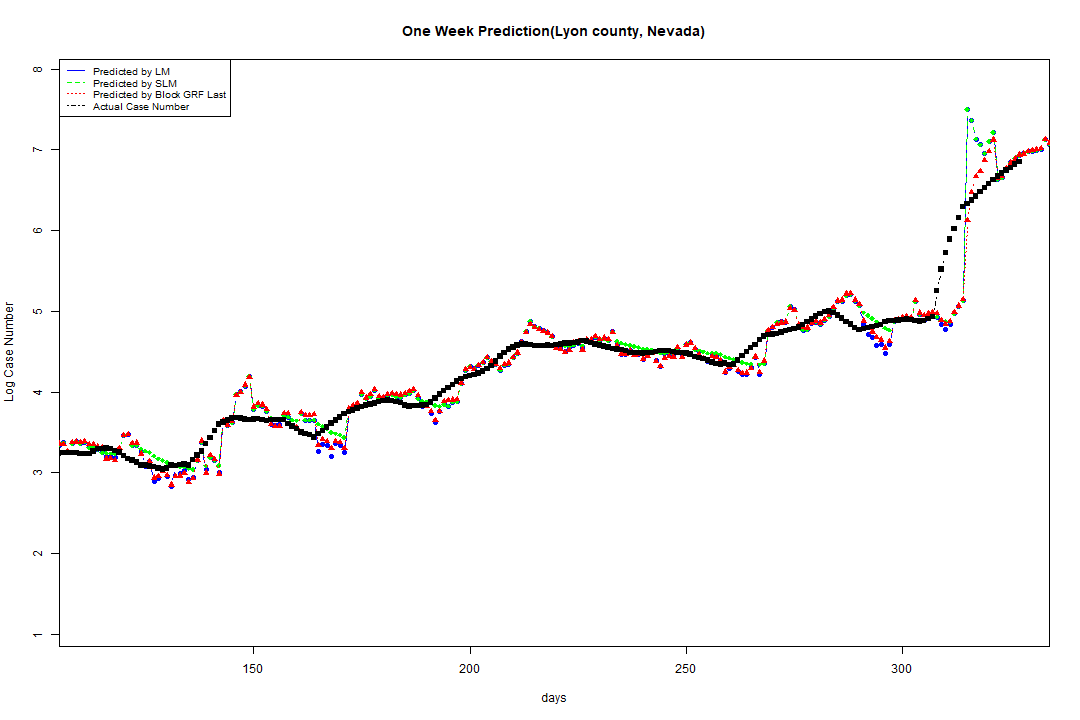 One Week Prediction(Lyon county, Nevada)
Predicted by LM
Predicted by SLM
Predicted by Block GRF Last
Actual Case Number
8
7
6
5
4
3
2
1
Log Case Number
150 200 250 300
days